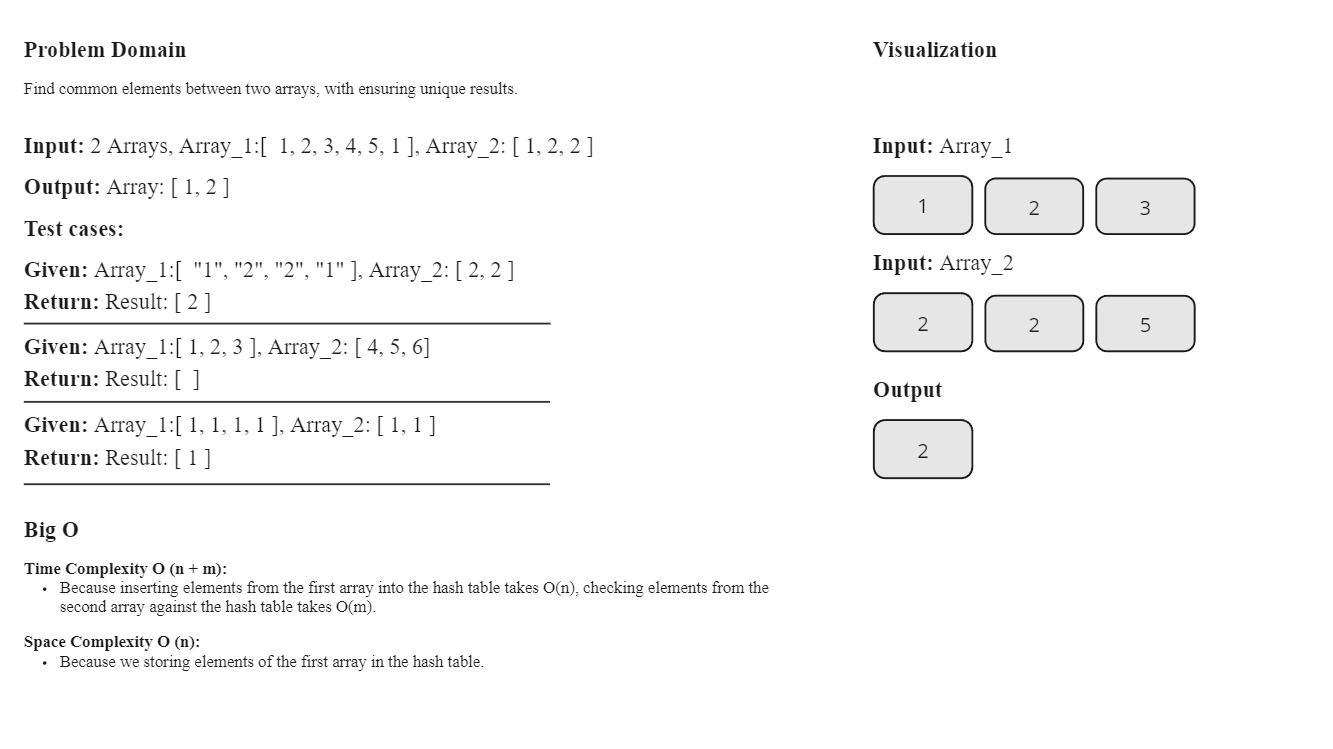 Problem Domain
Find common elements between two arrays, with ensuring unique results.
Input: 2 Arrays, Array_1:[  1, 2, 3, 4, 5, 1 ], Array_2: [ 1, 2, 2 ]
Output: Array: [ 1, 2 ]
Test cases:
Given: Array_1:[  "1", "2", "2", "1" ], Array_2: [ 2, 2 ]
Return: Result: [ 2 ]
Given: Array_1:[ 1, 2, 3 ], Array_2: [ 4, 5, 6]
Return: Result: [  ]
Given: Array_1:[ 1, 1, 1, 1 ], Array_2: [ 1, 1 ]
Return: Result: [ 1 ]
Big O
Time Complexity O (n + m):
• Because inserting elements from the first array into the hash table takes O(n), checking elements from the
second array against the hash table takes O(m).
Space Complexity O (n):
• Because we storing elements of the first array in the hash table.
Visualization
Input: Array_1
1 2 3
Input: Array_2
2 2 5
Output
2